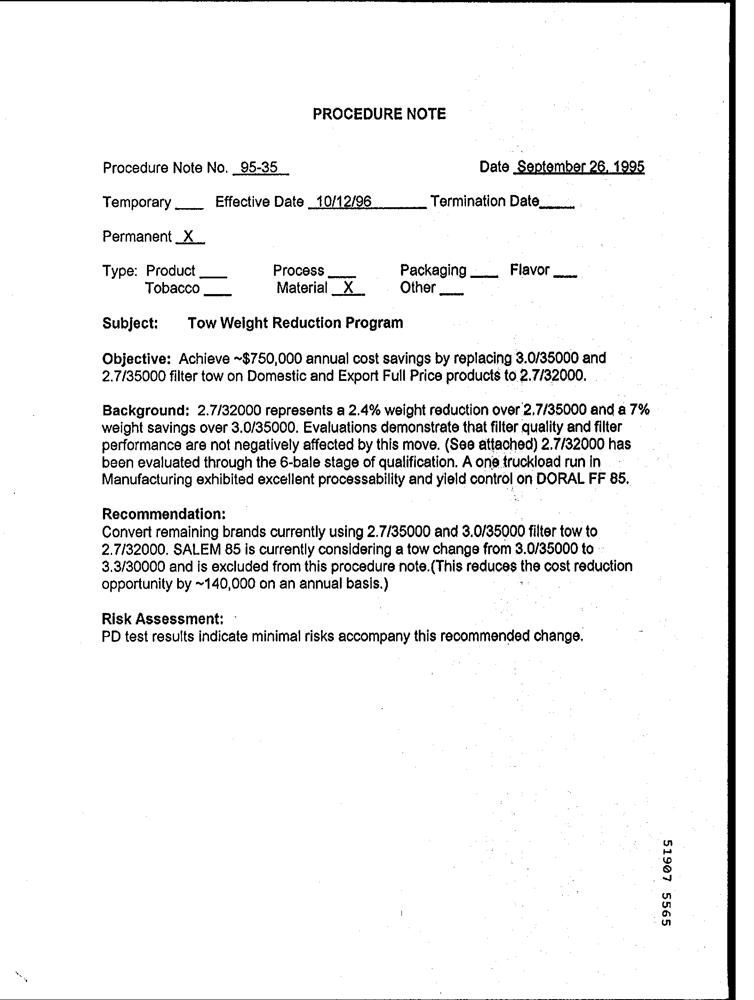 PROCEDURE NOTE
Procedure Note No. 95-35 Date September 26, 1995
Temporary ____ Effective Date 10/12/96 Termination Date_____
Permanent X
Type: Product ____ Process ____ Packaging ____ Flavor ____
Tobacco ____ Material X Other ____
Subject: Tow Weight Reduction Program
Objective: Achieve ~$750,000 annual cost savings by replacing 3.0/35000 and
2.7/35000 filter tow on Domestic and Export Full Price products to 2.7/32000.
Background: 2.7/32000 represents a 2.4% weight reduction over 2.7/35000 and a 7%
weight savings over 3.0/35000. Evaluations demonstrate that filter quality and filter
performance are not negatively affected by this move. (See attached) 2.7/32000 has
been evaluated through the 6-bale stage of qualification. A one truckload run in
Manufacturing exhibited excellent processability and yield control on DORAL FF 85.
Recommendation:
Convert remaining brands currently using 2.7/35000 and 3.0/35000 filter tow to
2.7/32000. SALEM 85 is currently considering a tow change from 3.0/35000 to
3.3/30000 and is excluded from this procedure note.(This reduces the cost reduction
opportunity by ~140,000 on an annual basis.)
Risk Assessment:
PD test results indicate minimal risks accompany this recommended change.
51907 5565